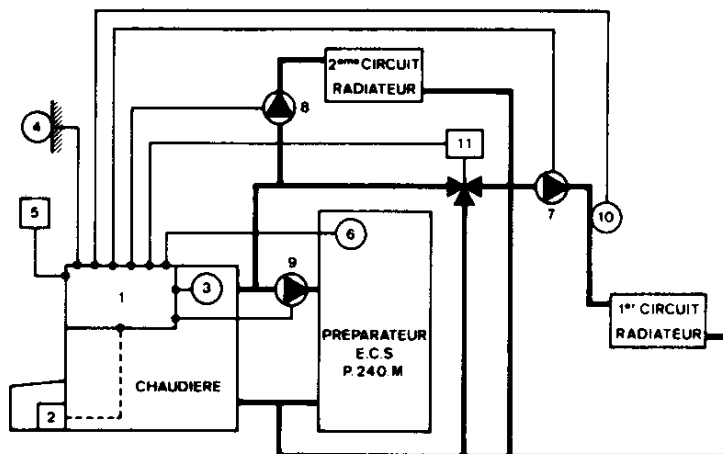 2eme CIRCUIT
RADIATEUR
8
4
11
5
7
10
6
9
1
3
PREPARATEUR
E.C.S
P.240.M
1er CIRCUIT
RADIATEUR
CHAUDIERE
2